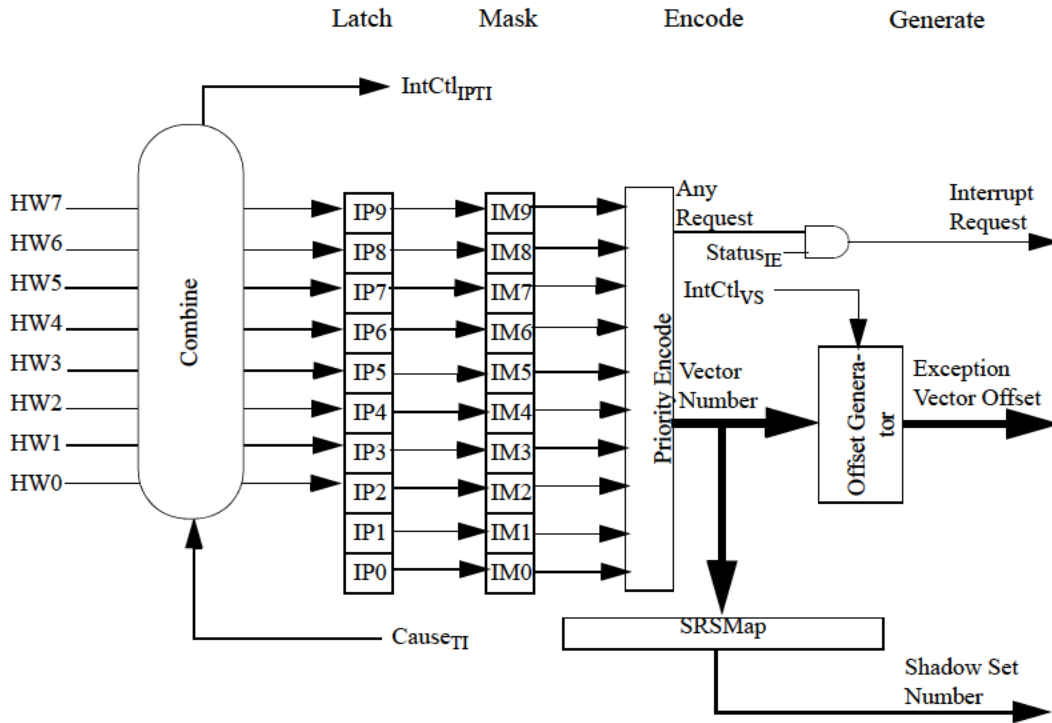 Latch Mask Encode Generate
IntCtlIPTI
HW7
HW6
HW5
HW4
HW3
HW2
HW1
HW0
Combine
IP9
IP8
IP7
IP6
IP5
IP4
IP3
IP2
IP1
IP0
IM9
IM8
IM7
IM6
IM5
IM4
IM3
IM2
IM1
IM0
Priority Encode
Any
Request
StatusIE
IntCtlVS
Vector
Number
Interrupt
Request
Offset Genera-
tor
Exception
Vector Offset
CauseTI
SRSMap
Shadow Set
Number